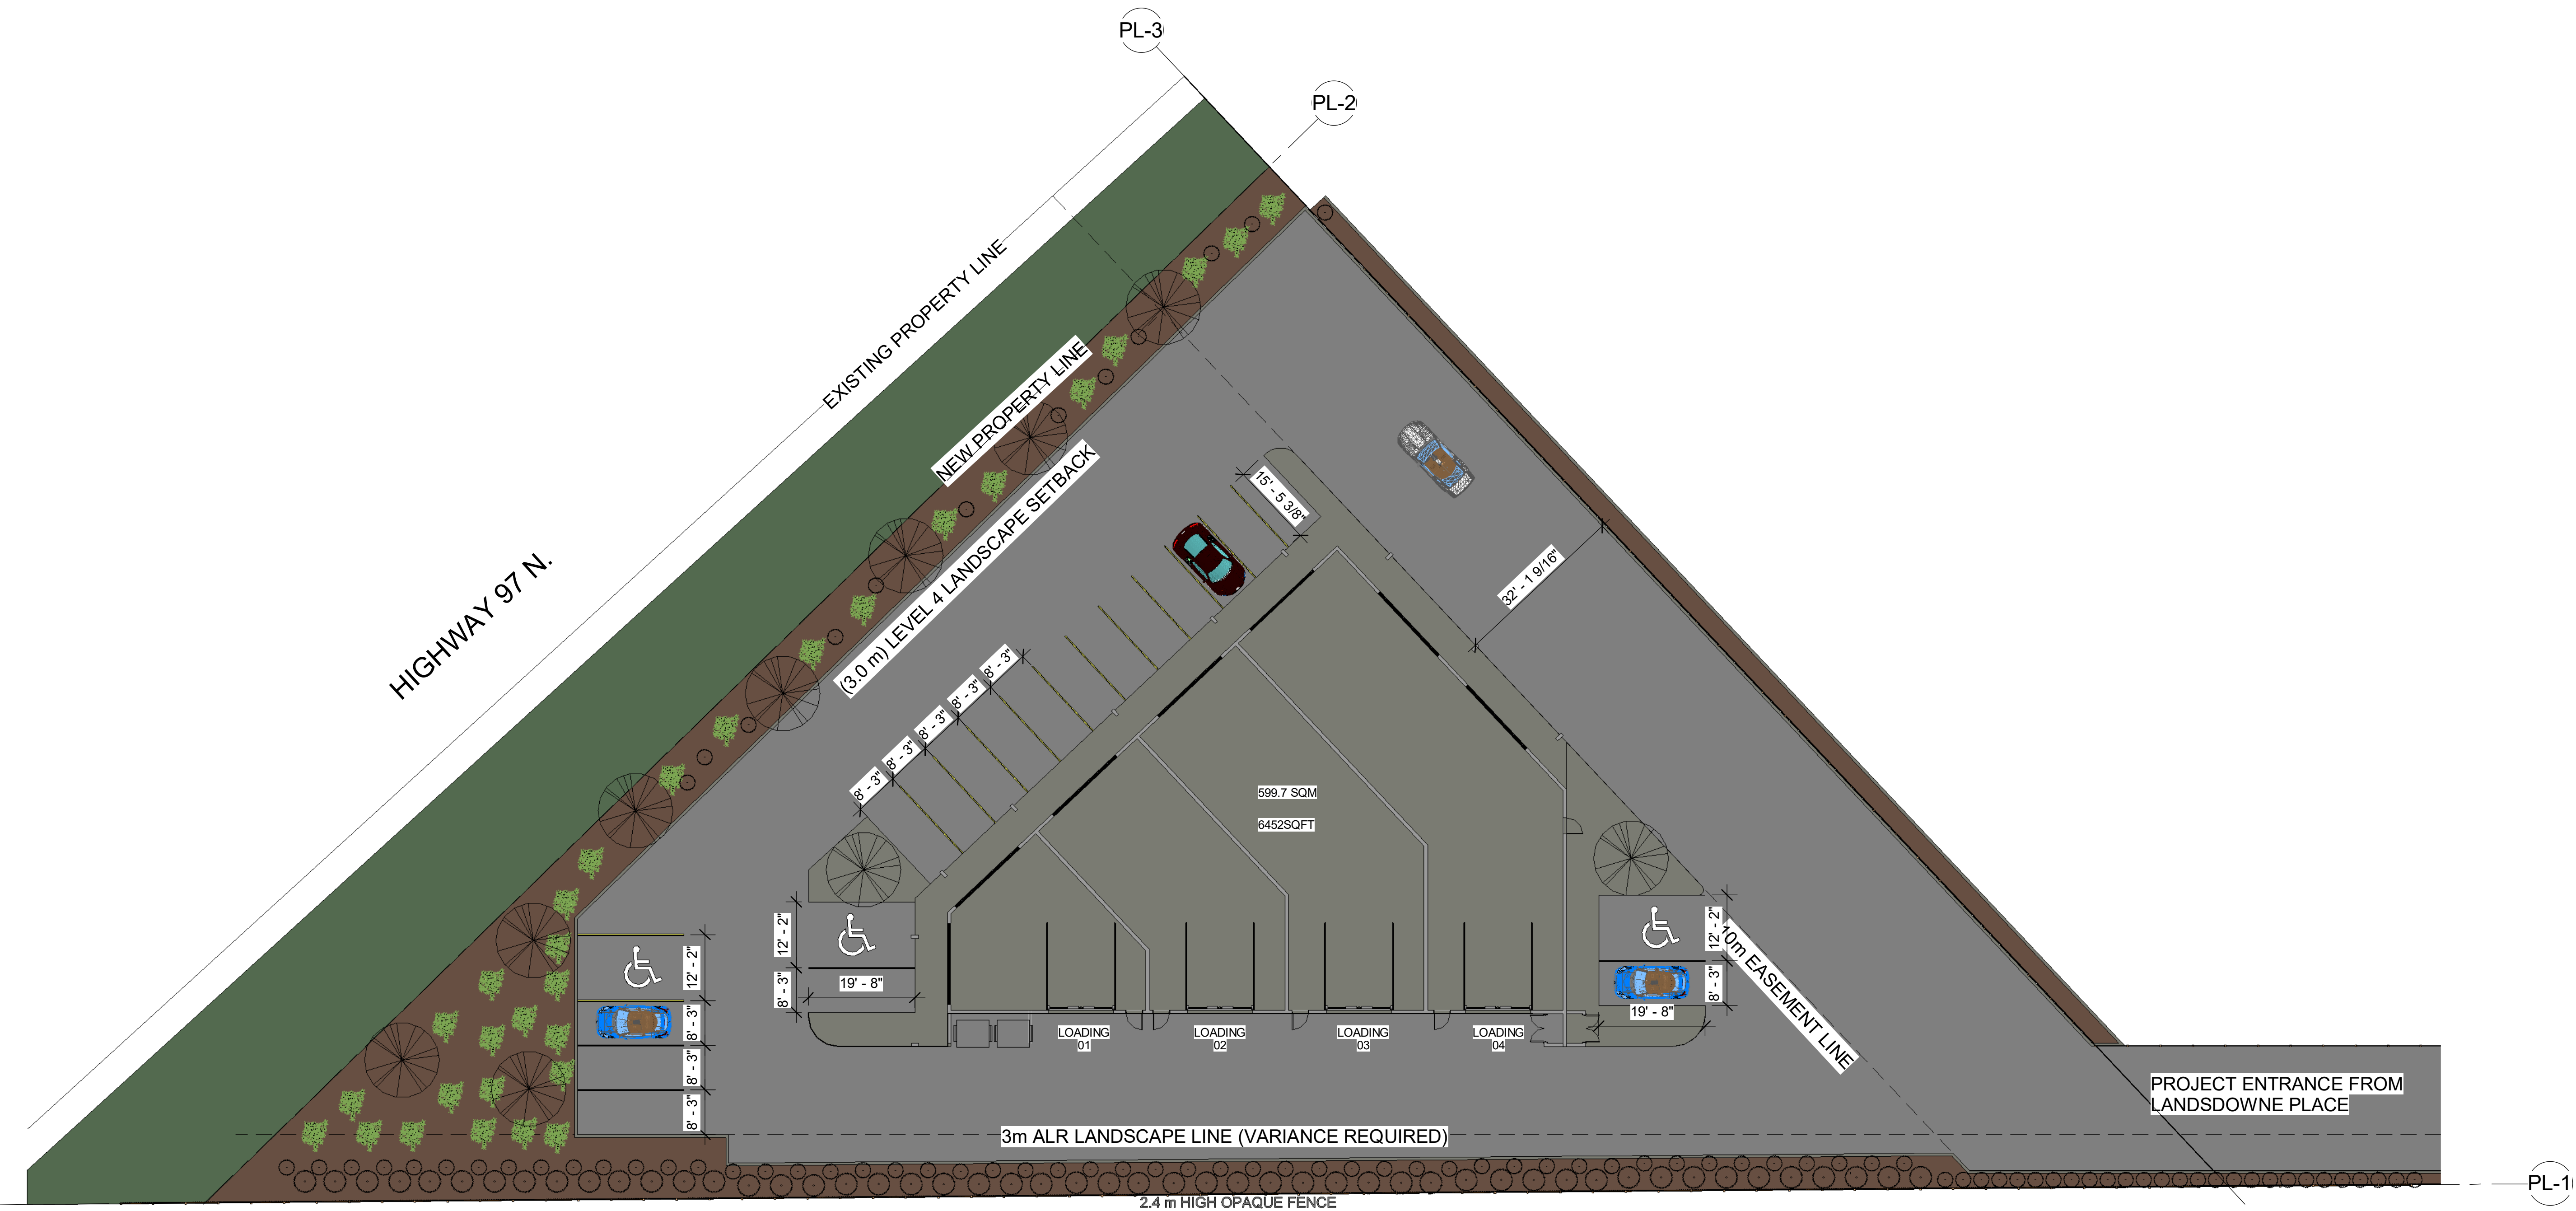 PL-3
PL-2
EXISTING PROPERTY LINE
NEW PROPERTY LINE
(3.0 m) LEVEL 4 LANDSCAPE SETBACK
HIGHWAY 97 N.
15' - 5 3/8"
32' - 1 9/16"
8' - 3"
8' - 3"
8' - 3"
8' - 3"
8' - 3"
599.7 SQM
6452SQFT
12' - 2"
8' - 3"
19' - 8"
12' - 2"
8' - 3"
8' - 3"
8' - 3"
12' - 2"
8' - 3"
19' - 8"
10m EASEMENT LINE
LOADING
01
LOADING
02
LOADING
03
LOADING
04
PROJECT ENTRANCE FROM
LANDSDOWNE PLACE
3m ALR LANDSCAPE LINE (VARIANCE REQUIRED)
2.4 m HIGH OPAQUE FENCE
PL-1